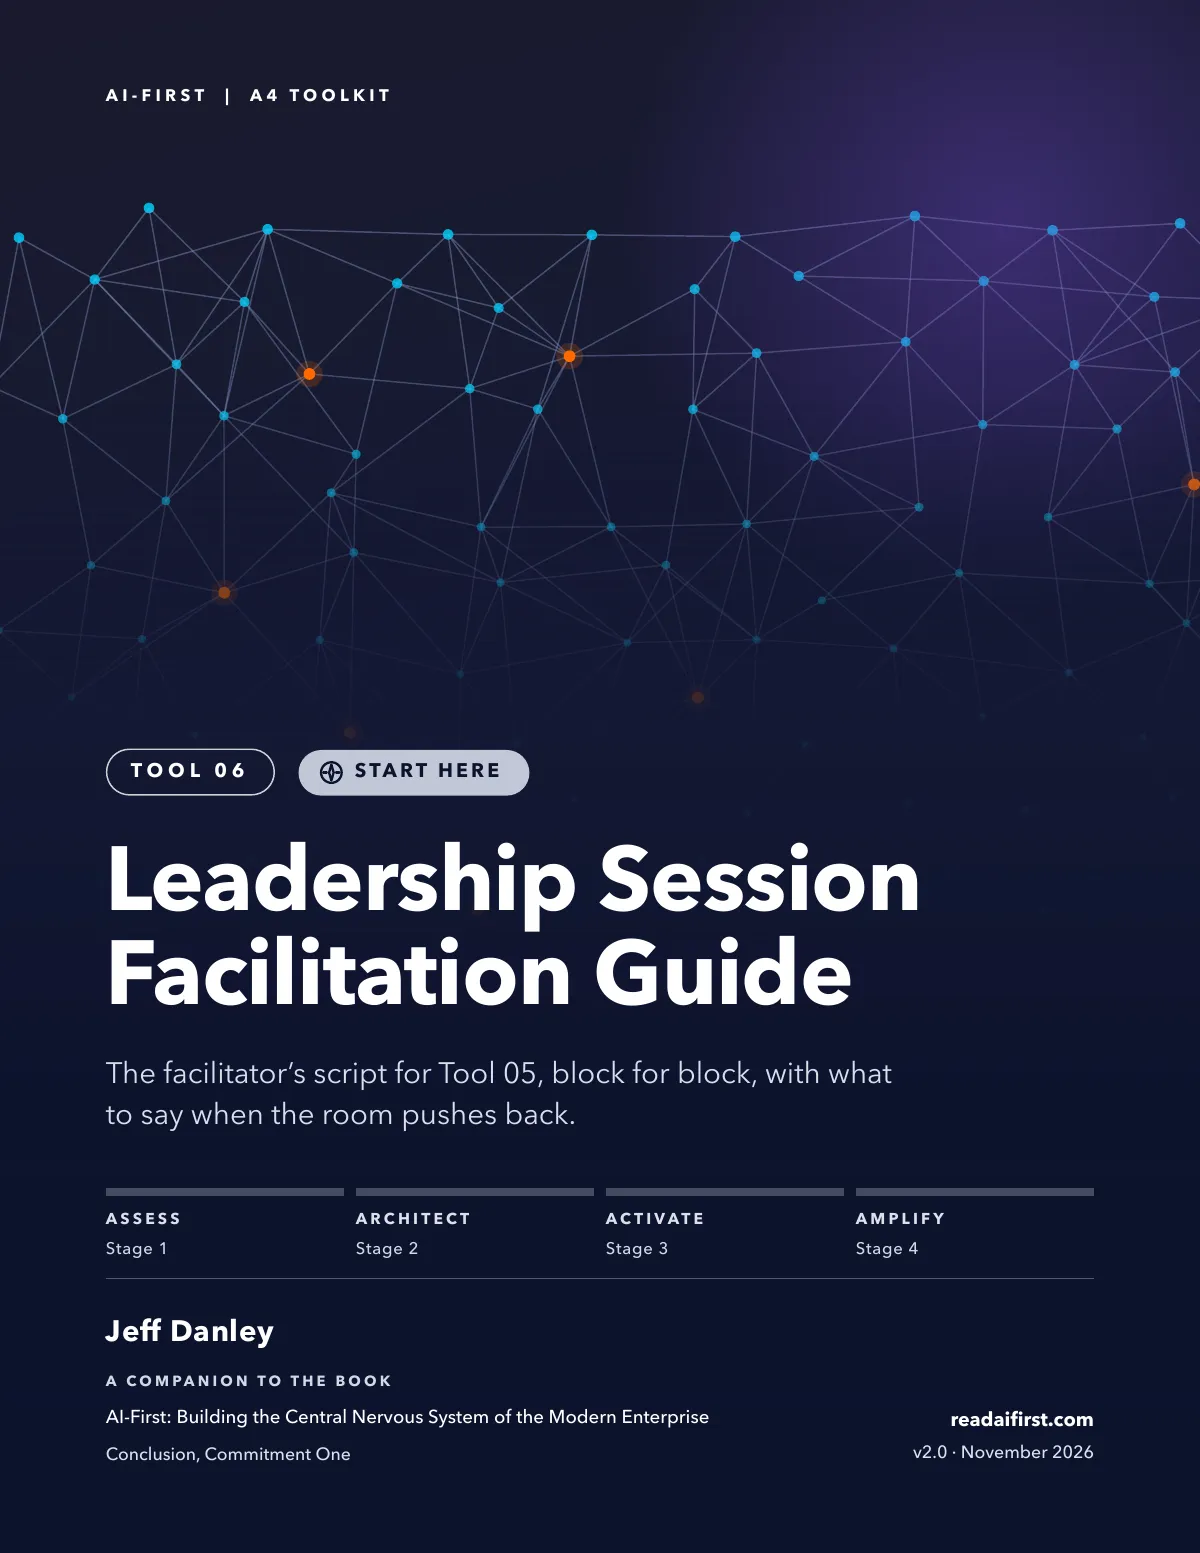 AI-FIRST | A4 TOOLKIT
TOOL 06
START HERE
Leadership Session
Facilitation Guide
The facilitator’s script for Tool 05, block for block, with what
to say when the room pushes back.
ASSESS
Stage 1
ARCHITECT
Stage 2
ACTIVATE
Stage 3
AMPLIFY
Stage 4
Jeff Danley
A COMPANION TO THE BOOK
AI-First: Building the Central Nervous System of the Modern Enterprise
Conclusion, Commitment One
readaifirst.com
v2.0 · November 2026